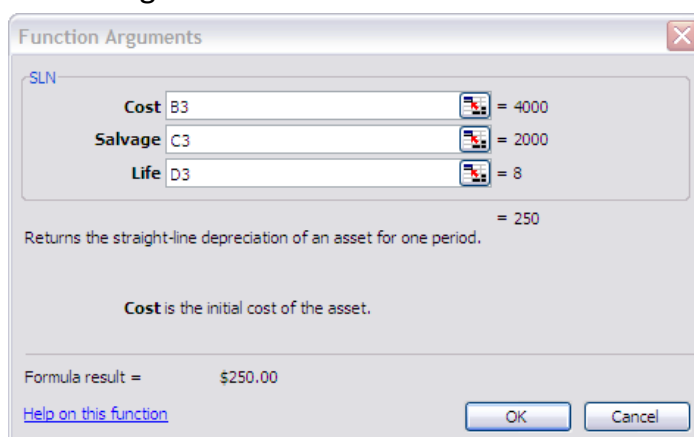 Function Arguments
SLN
Cost B3 = 4000
Salvage C3 = 2000
Life D3 = 8
= 250
Returns the straight-line depreciation of an asset for one period.
Cost is the initial cost of the asset.
Formula result = $250.00
Help on this function OK Cancel